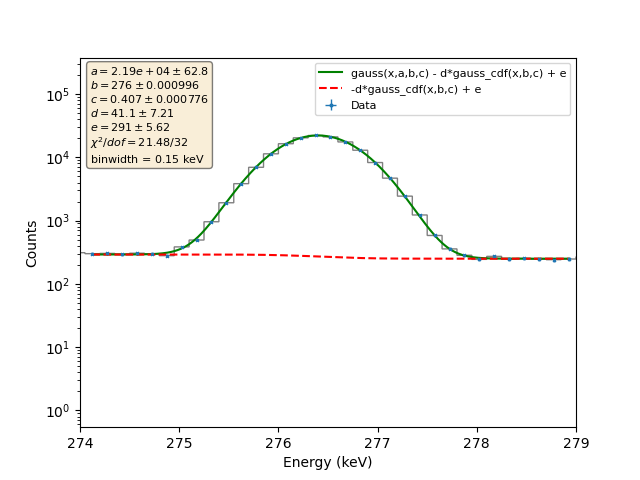 a = 2.19e + 04 ± 62.8
b = 276 ± 0.000996
c = 0.407 ± 0.000776
d = 41.1 ± 7.21
e = 291 ± 5.62
χ²/dof = 21.48/32
binwidth = 0.15 keV
gauss(x,a,b,c) - d*gauss_cdf(x,b,c) + e
-d*gauss_cdf(x,b,c) + e
Data
Counts
10⁵
10⁴
10³
10²
10¹
10⁰
274 275 276 277 278 279
Energy (keV)